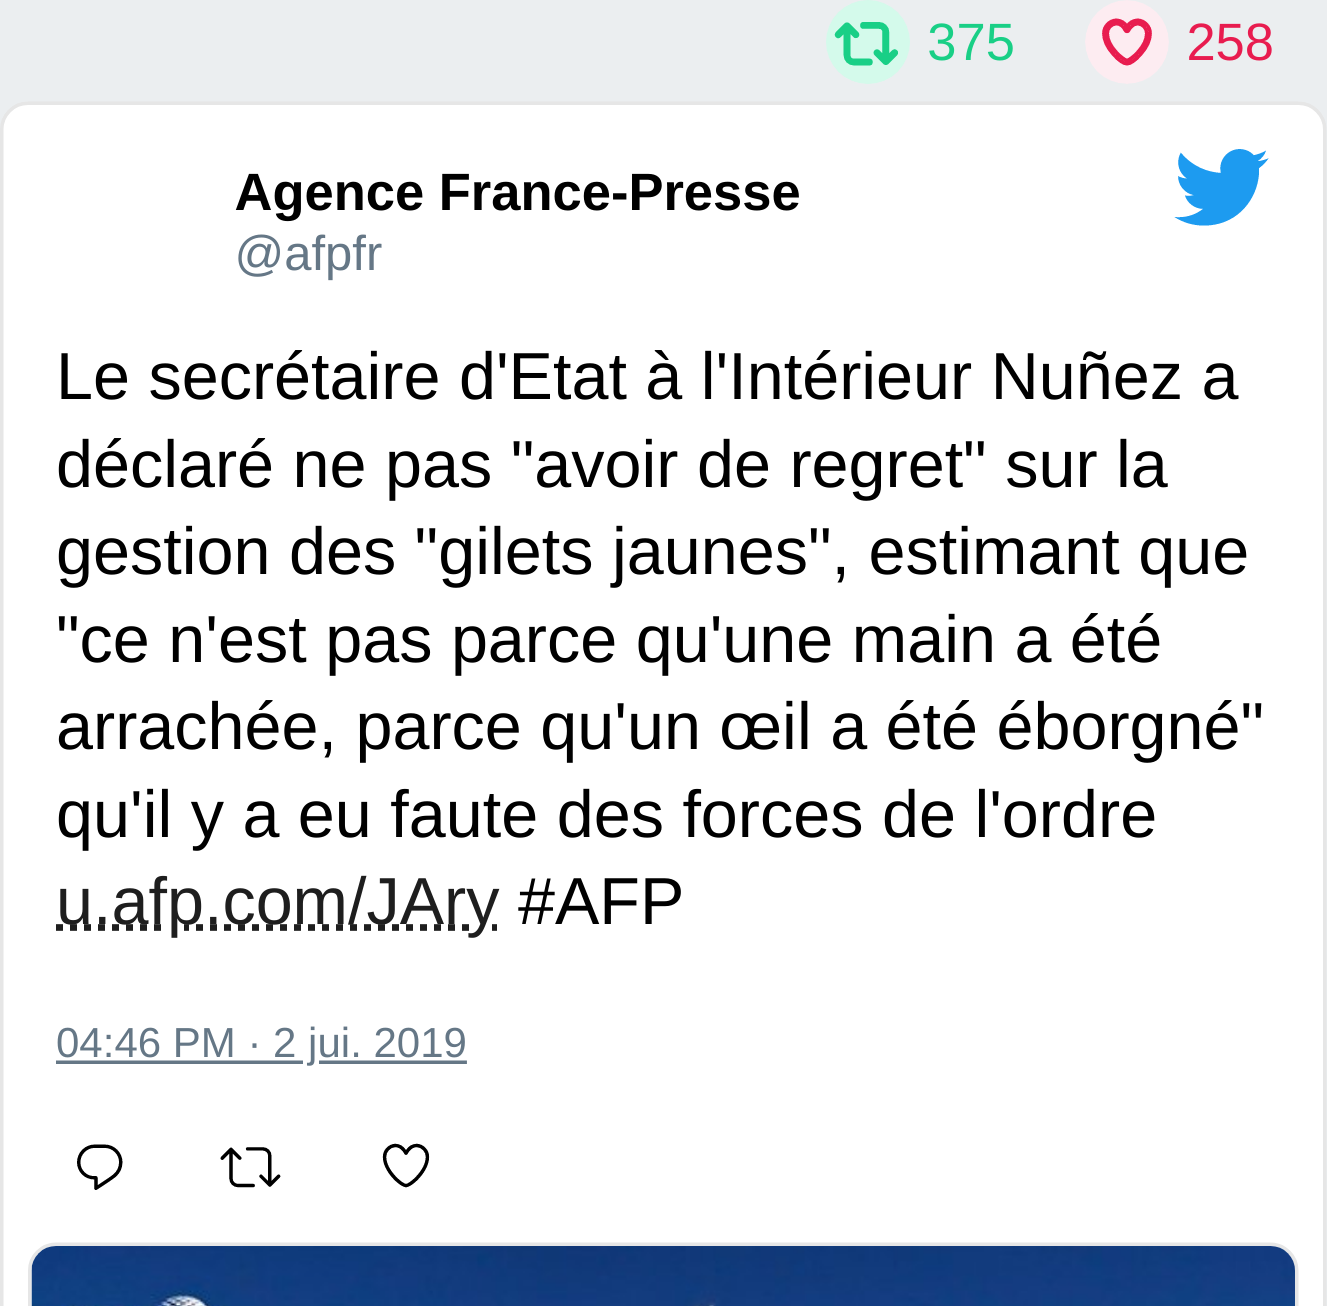 375 258
Agence France-Presse
@afpfr
Le secrétaire d'Etat à l'Intérieur Nuñez a
déclaré ne pas "avoir de regret" sur la
gestion des "gilets jaunes", estimant que
"ce n'est pas parce qu'une main a été
arrachée, parce qu'un œil a été éborgné"
qu'il y a eu faute des forces de l'ordre
u.afp.com/JAry #AFP
04:46 PM · 2 jui. 2019